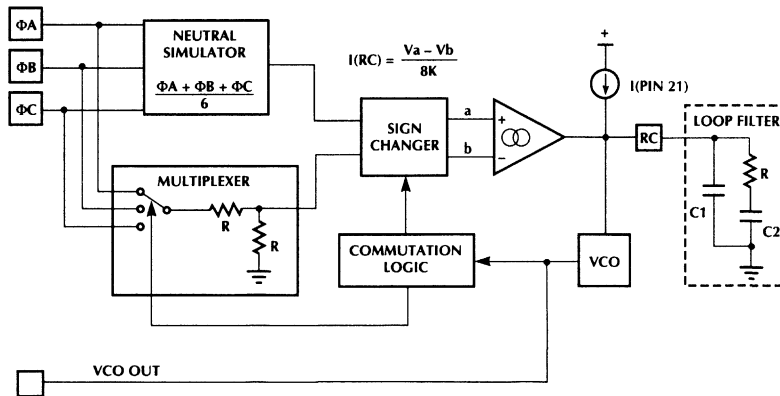 ΦA
ΦB
ΦC
NEUTRAL
SIMULATOR
ΦA + ΦB + ΦC
6
I(RC) = Va – Vb
8K
+
I(PIN 21)
SIGN
CHANGER
a
b
+
–
RC
LOOP FILTER
R
C1
C2
MULTIPLEXER
R
R
COMMUTATION
LOGIC
VCO
VCO OUT